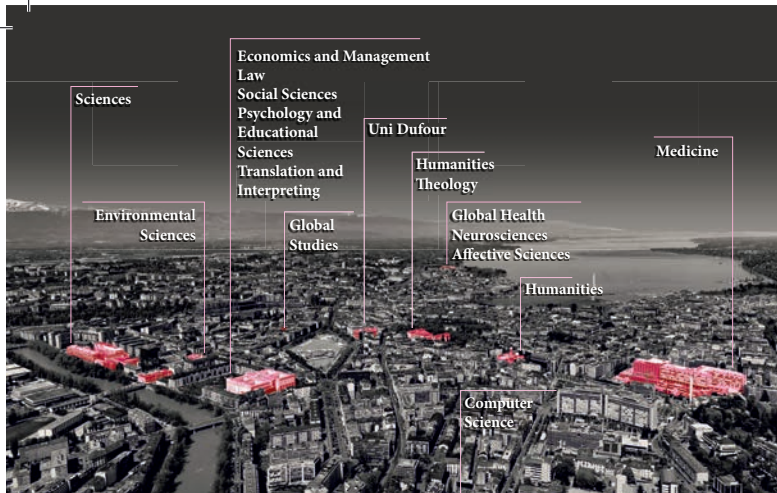 Sciences
Environmental
Sciences
Economics and Management
Law
Social Sciences
Psychology and
Educational
Sciences
Translation and
Interpreting
Global
Studies
Uni Dufour
Humanities
Theology
Global Health
Neurosciences
Affective Sciences
Humanities
Computer
Science
Medicine